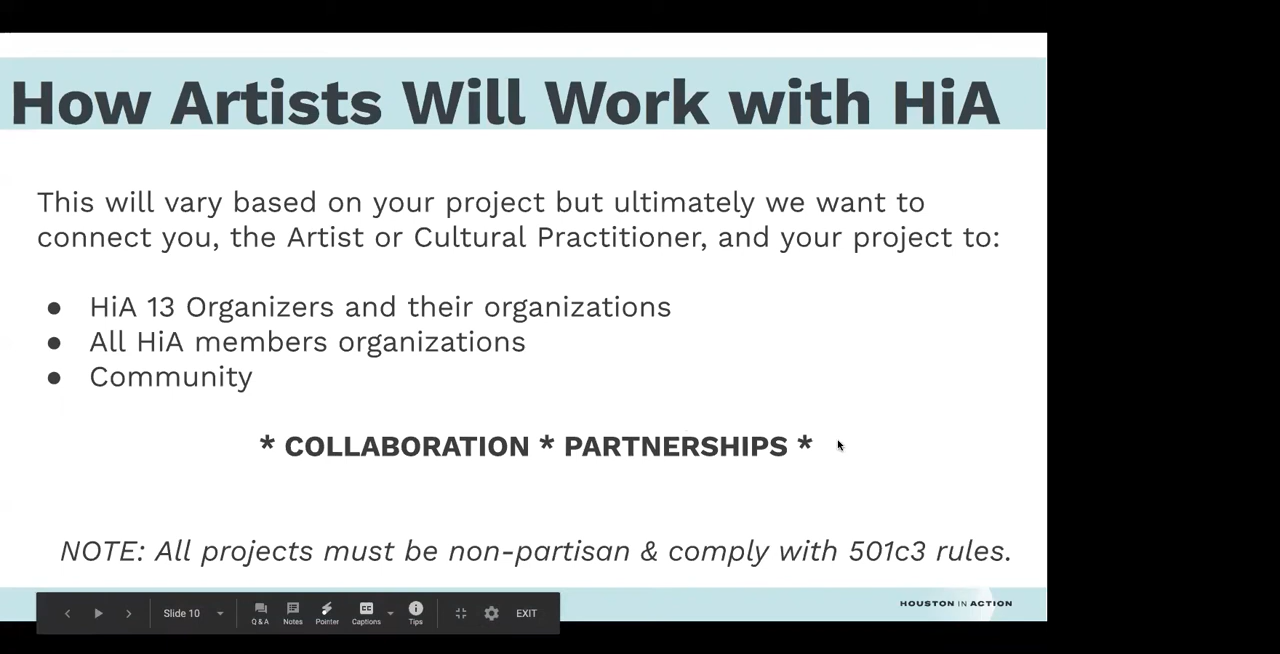 How Artists Will Work with HiA
This will vary based on your project but ultimately we want to
connect you, the Artist or Cultural Practitioner, and your project to:
● HiA 13 Organizers and their organizations
● All HiA members organizations
● Community
* COLLABORATION * PARTNERSHIPS *
NOTE: All projects must be non-partisan & comply with 501c3 rules.
HOUSTON IN ACTION
Slide 10
Q & A Notes Pointer Captions Tips EXIT